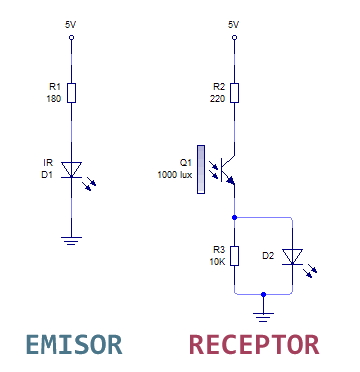 5V
R1
180
IR
D1
EMISOR
5V
R2
220
Q1
1000 lux
R3
10K
D2
RECEPTOR